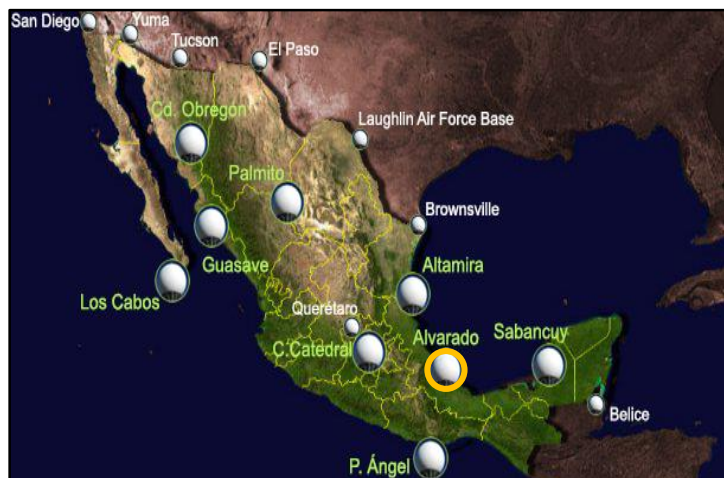 San Diego
Yuma
Tucson
El Paso
Cd. Obregon
Laughlin Air Force Base
Palmito
Brownsville
Guasave
Altamira
Los Cabos
Querétaro
Alvarado
Sabancuy
C.Catedral
Belice
P. Ángel